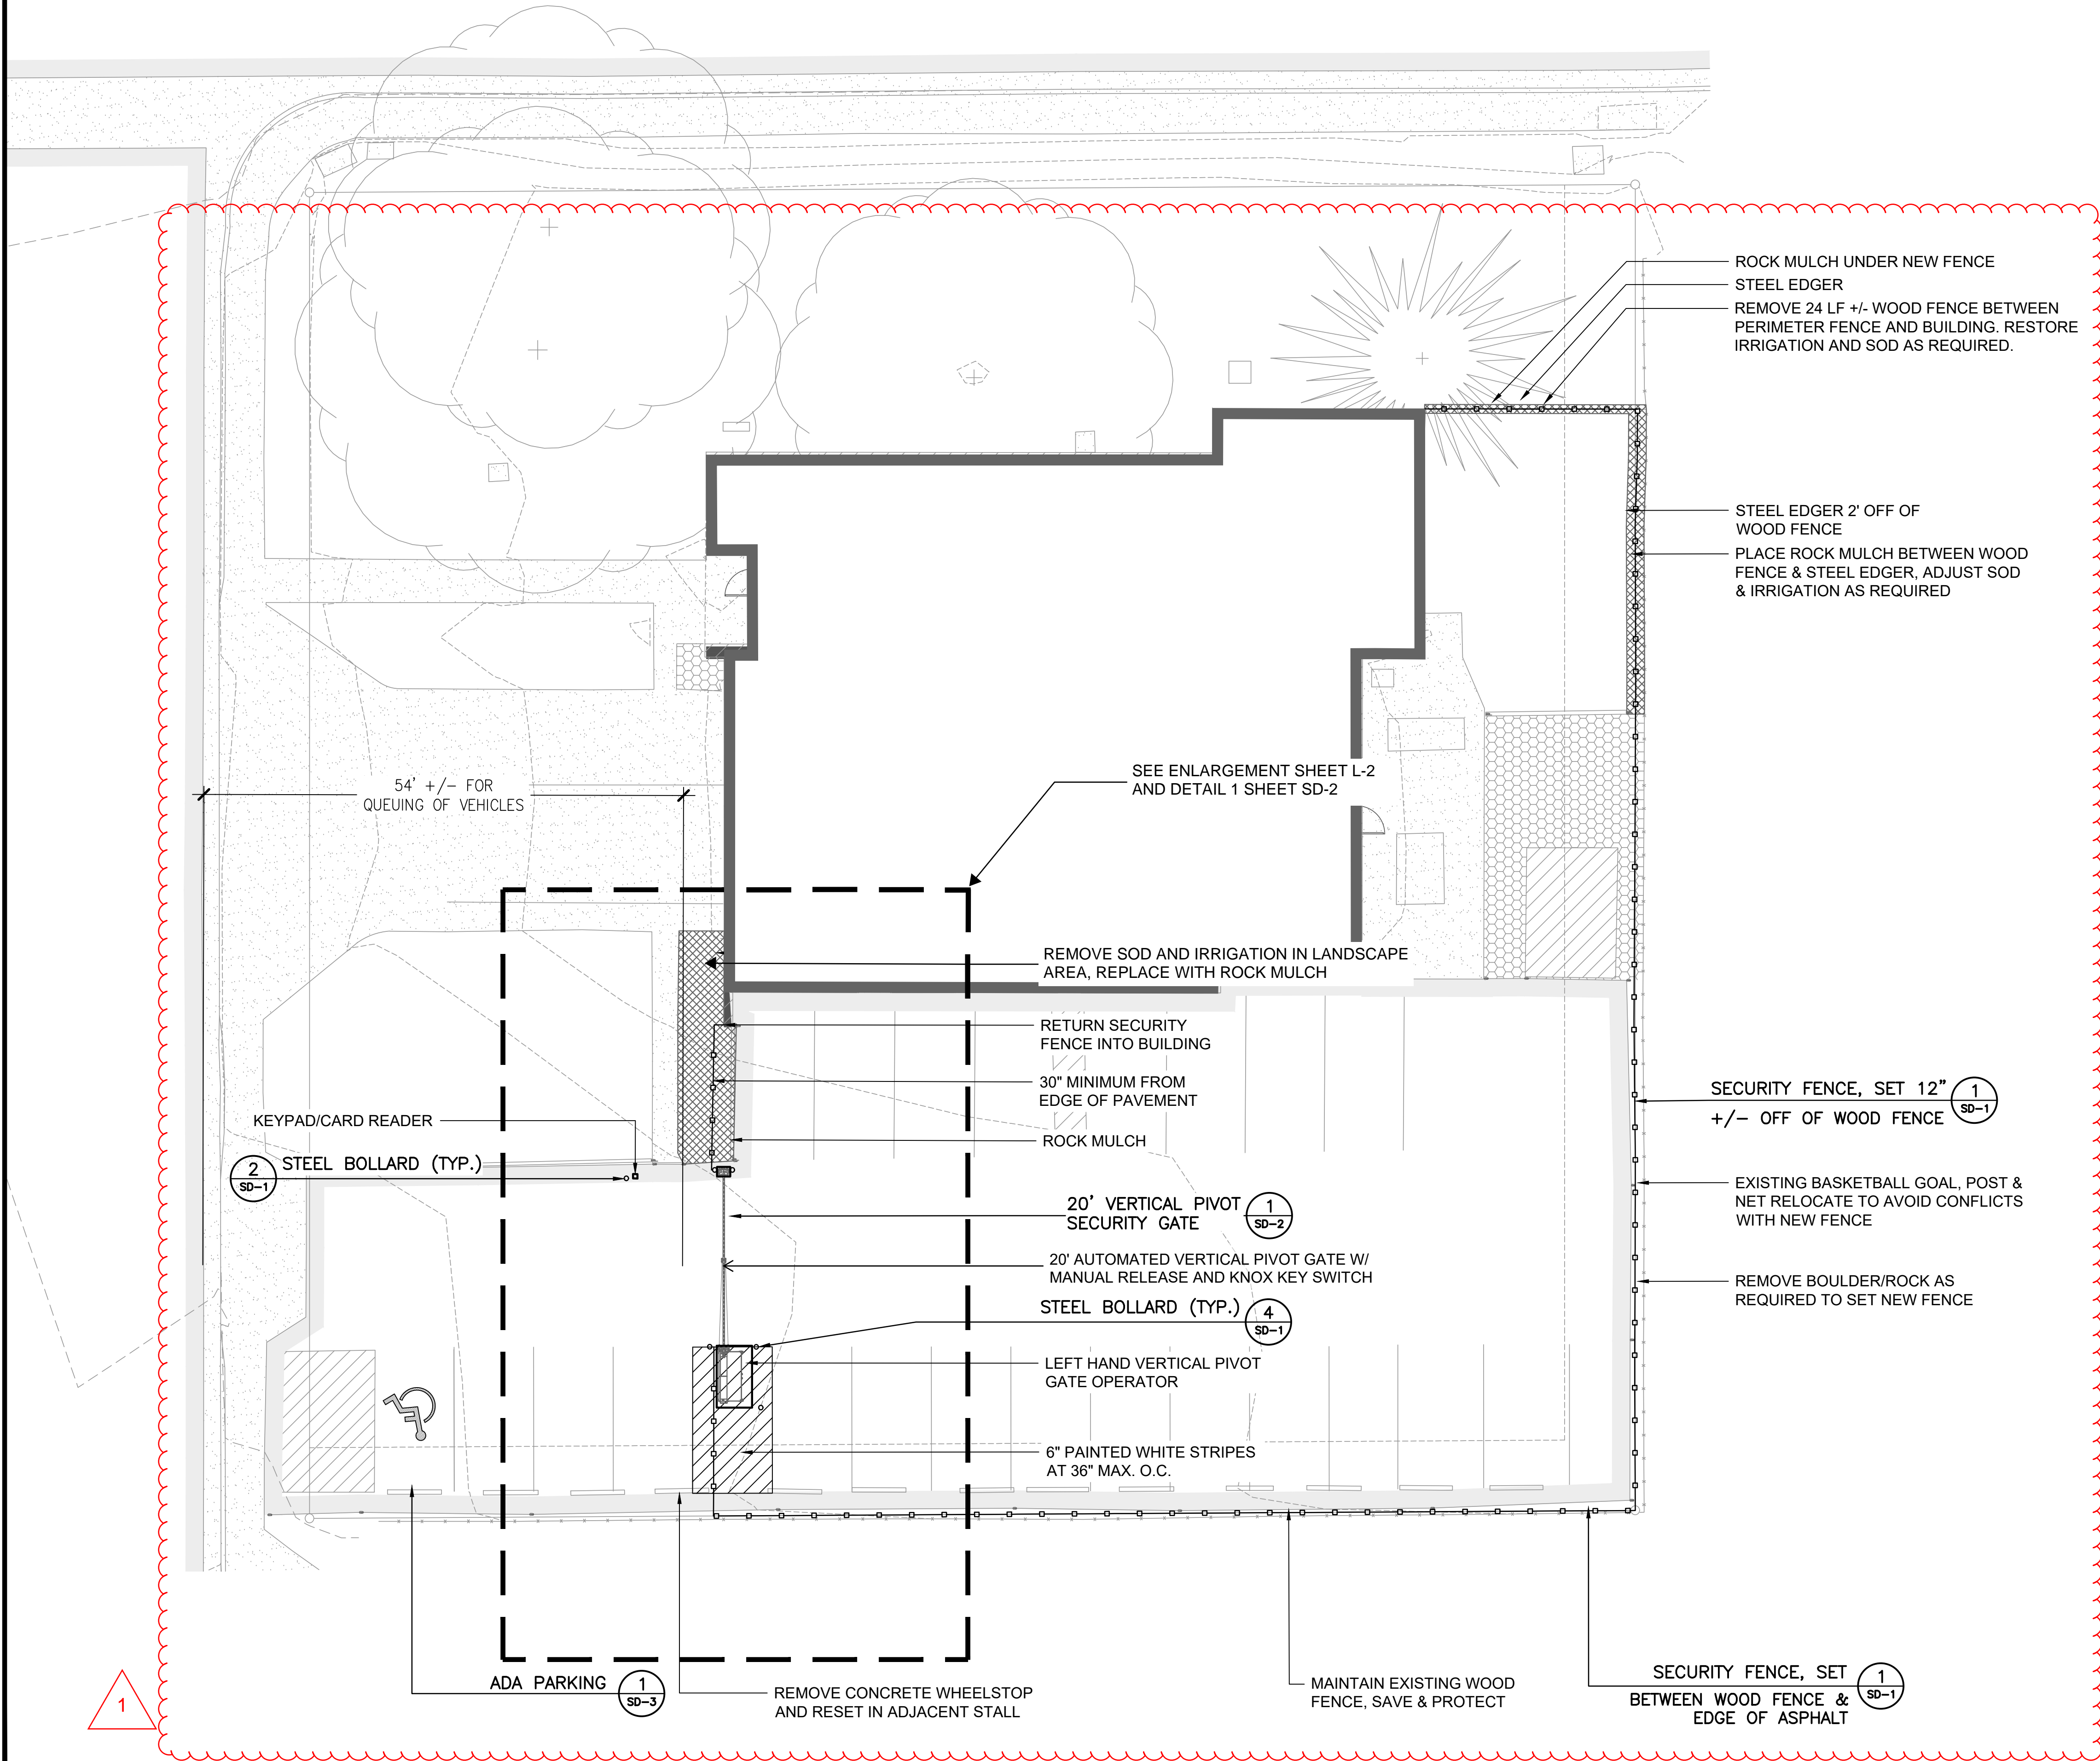 ROCK MULCH UNDER NEW FENCE
STEEL EDGER
REMOVE 24 LF +/- WOOD FENCE BETWEEN
PERIMETER FENCE AND BUILDING. RESTORE
IRRIGATION AND SOD AS REQUIRED.
STEEL EDGER 2' OFF OF
WOOD FENCE
PLACE ROCK MULCH BETWEEN WOOD
FENCE & STEEL EDGER, ADJUST SOD
& IRRIGATION AS REQUIRED
54' +/- FOR
QUEUING OF VEHICLES
SEE ENLARGEMENT SHEET L-2
AND DETAIL 1 SHEET SD-2
REMOVE SOD AND IRRIGATION IN LANDSCAPE
AREA, REPLACE WITH ROCK MULCH
RETURN SECURITY
FENCE INTO BUILDING
30" MINIMUM FROM
EDGE OF PAVEMENT
ROCK MULCH
KEYPAD/CARD READER
2
SD-1
STEEL BOLLARD (TYP.)
20' VERTICAL PIVOT
SECURITY GATE
1
SD-2
20' AUTOMATED VERTICAL PIVOT GATE W/
MANUAL RELEASE AND KNOX KEY SWITCH
STEEL BOLLARD (TYP.)
4
SD-1
LEFT HAND VERTICAL PIVOT
GATE OPERATOR
6" PAINTED WHITE STRIPES
AT 36" MAX. O.C.
SECURITY FENCE, SET 12"
+/- OFF OF WOOD FENCE
1
SD-1
EXISTING BASKETBALL GOAL, POST &
NET RELOCATE TO AVOID CONFLICTS
WITH NEW FENCE
REMOVE BOULDER/ROCK AS
REQUIRED TO SET NEW FENCE
1
ADA PARKING
1
SD-3
REMOVE CONCRETE WHEELSTOP
AND RESET IN ADJACENT STALL
MAINTAIN EXISTING WOOD
FENCE, SAVE & PROTECT
SECURITY FENCE, SET
BETWEEN WOOD FENCE &
EDGE OF ASPHALT
1
SD-1